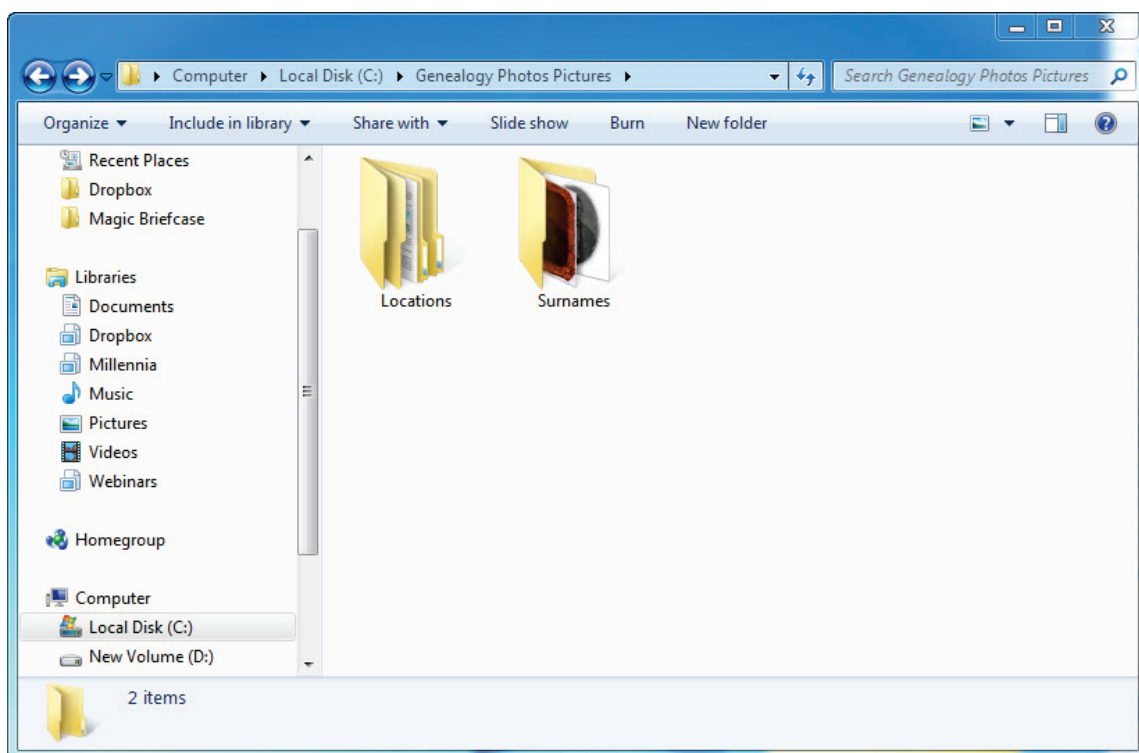 Computer Local Disk (C:) Genealogy Photos Pictures Search Genealogy Photos Pictures
Organize Include in library Share with Slide show Burn New folder
Recent Places
Dropbox
Magic Briefcase
Libraries
Documents
Dropbox
Millennia
Music
Pictures
Videos
Webinars
Homegroup
Computer
Local Disk (C:)
New Volume (D:)
Locations Surnames
2 items